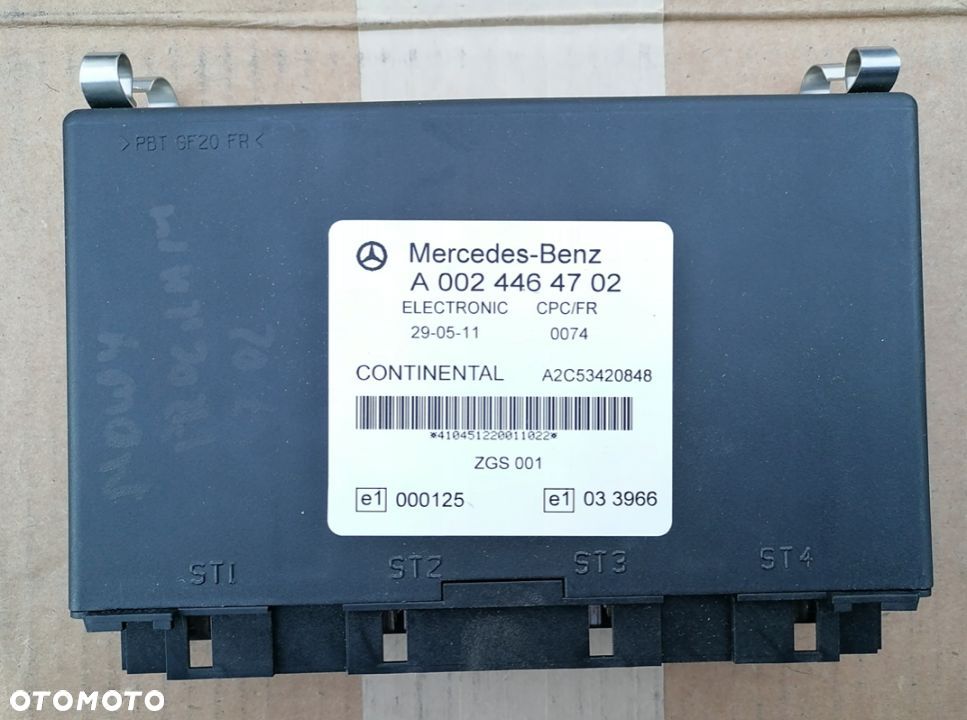 >PBT GF20 FR<
Mercedes-Benz
A 002 446 47 02
ELECTRONIC CPC/FR
29-05-11 0074
CONTINENTAL A2C53420848
*410451220011022*
ZGS 001
e1 000125 e1 03 3966
ST1 ST2 ST3 ST4
OTOMOTO